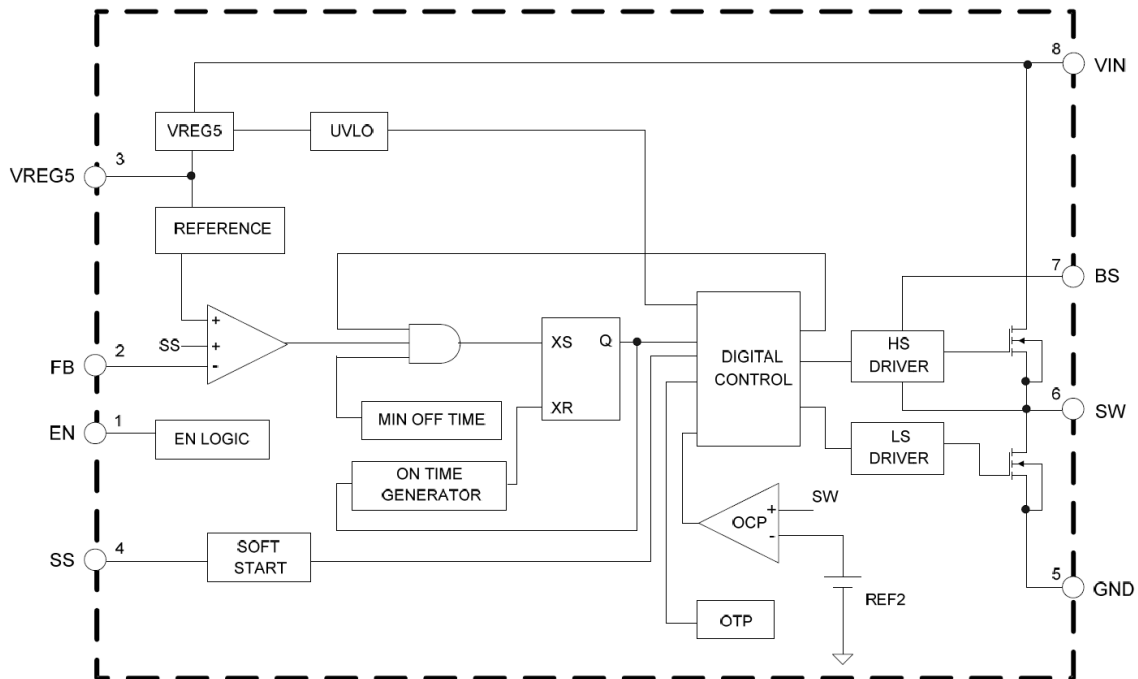 8
VIN
VREG5
UVLO
3
VREG5
REFERENCE
7
BS
+
SS
+
-
2
FB
XS
Q
XR
DIGITAL
CONTROL
HS
DRIVER
6
SW
MIN OFF TIME
1
EN
EN LOGIC
LS
DRIVER
ON TIME
GENERATOR
SW
+
OCP
-
4
SS
SOFT
START
5
GND
REF2
OTP